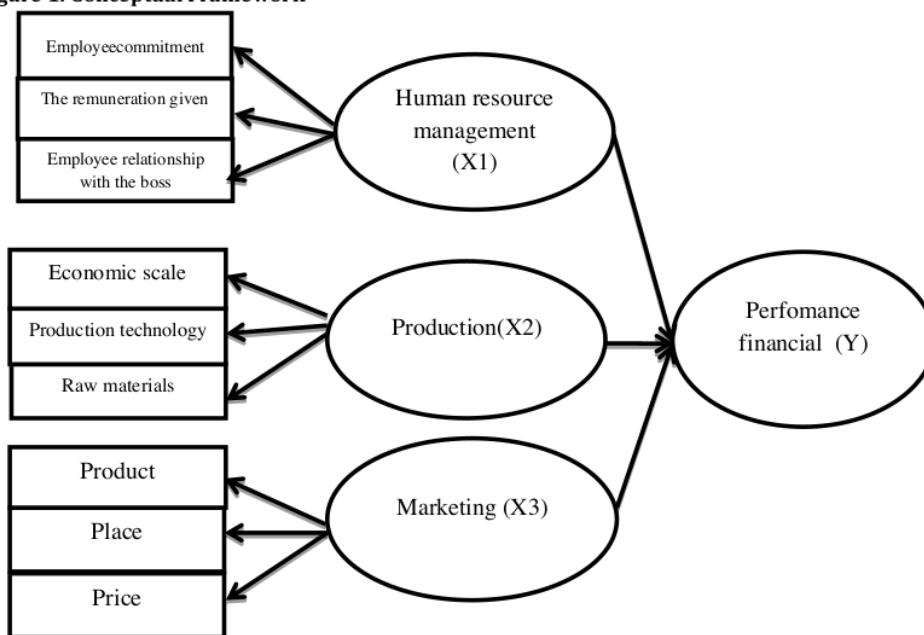 Employeecommitment
The remuneration given
Employee relationship
with the boss
Human resource
management
(X1)
Economic scale
Production technology
Raw materials
Production(X2)
Perfomance
financial (Y)
Product
Place
Price
Marketing (X3)